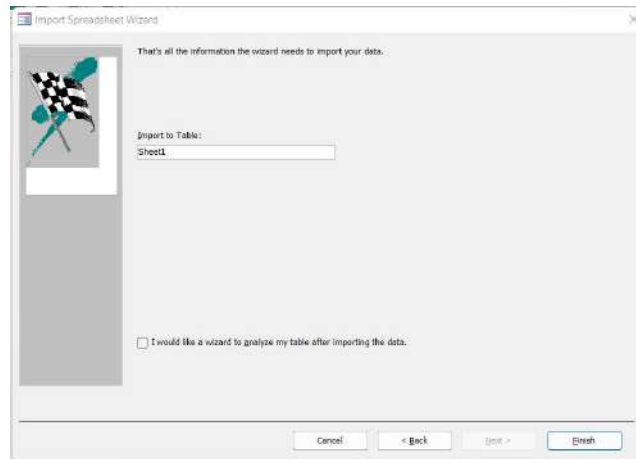 Import Spreadsheet Wizard
That's all the information the wizard needs to import your data.
Import to Table:
Sheet1
I would like a wizard to analyze my table after importing the data.
Cancel
< Back
Next >
Finish